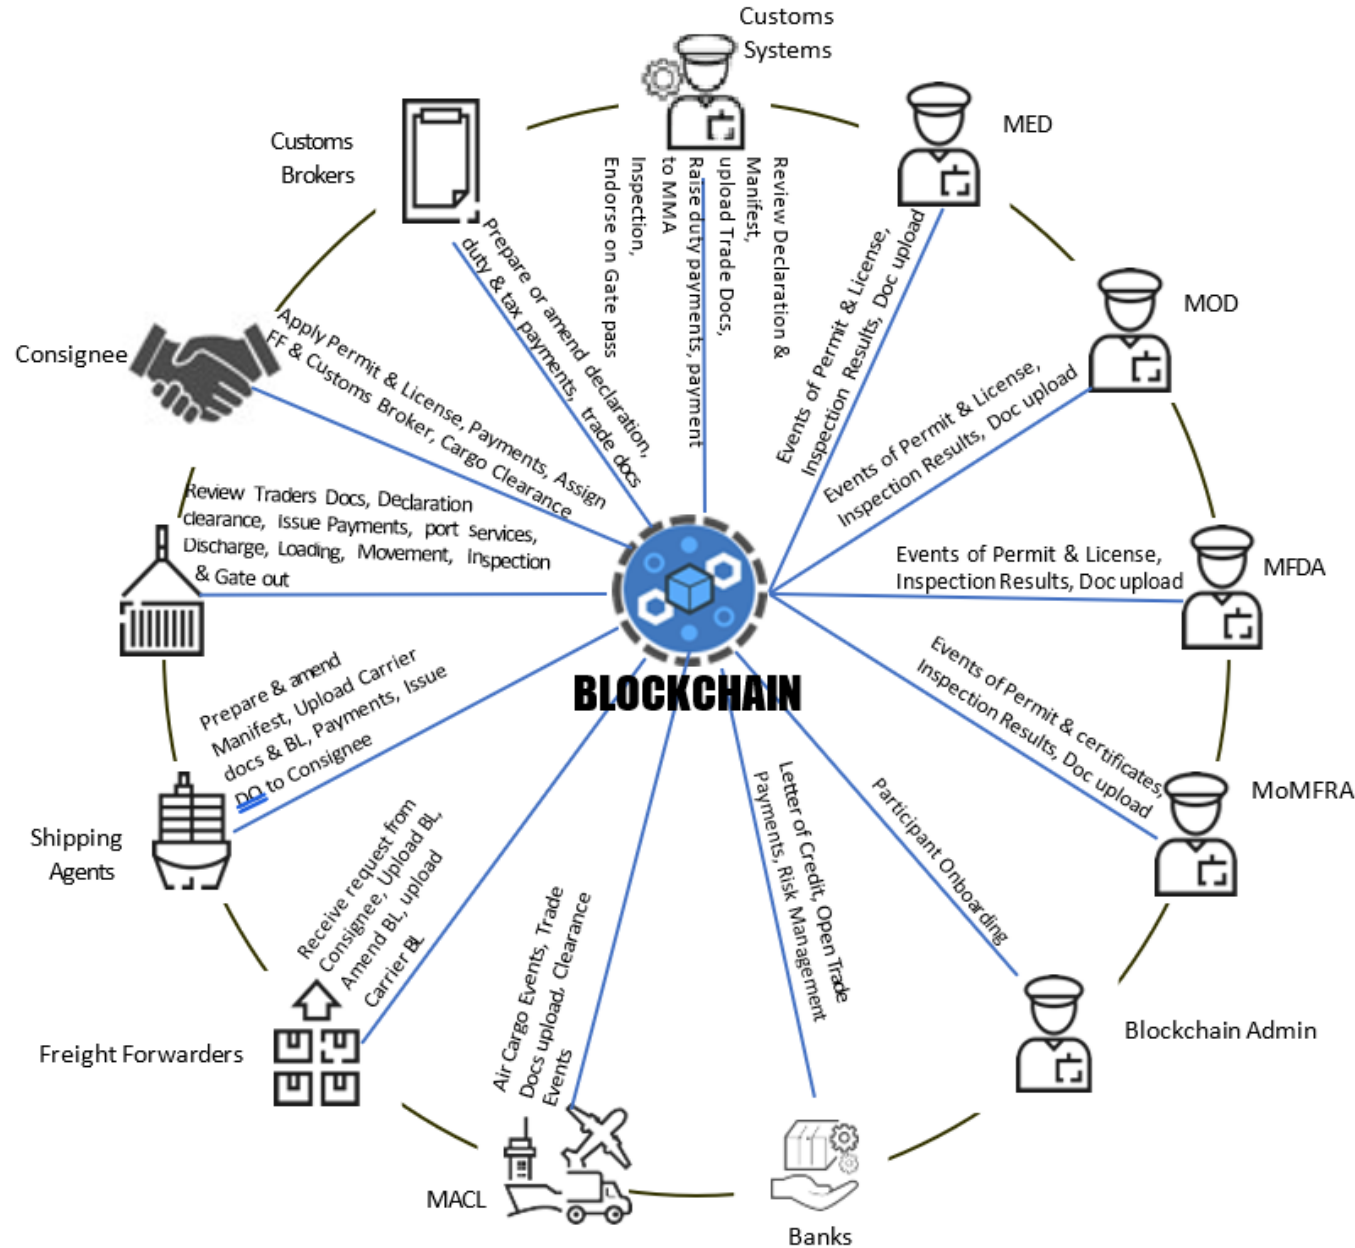 Customs
Systems
MED
Customs
Brokers
MOD
Review Declaration &
Manifest,
upload Trade Docs,
Raise duty payments, payment
to MMA
Inspection,
Endorse on Gate pass
Prepare or amend declaration,
duty & tax payments, trade docs
Events of Permit & License,
Inspection Results, Doc upload
Events of Permit & License,
Inspection Results, Doc upload
Consignee
Apply Permit & License, Payments, Assign
FF & Customs Broker, Cargo Clearance
Review Traders Docs, Declaration
clearance, Issue Payments, port services,
Discharge, Loading, Movement, Inspection
& Gate out
Events of Permit & License,
Inspection Results, Doc upload
MFDA
BLOCKCHAIN
Prepare & amend
Manifest, Upload Carrier
docs & BL, Payments, Issue
DO to Consignee
Events of Permit & certificates,
Inspection Results, Doc upload
MoMFRA
Shipping
Agents
Receive request from
Consignee, Upload BL,
Amend BL, upload
Carrier BL
Letter of Credit, Open Trade
Payments, Risk Management
Participant Onboarding
Air Cargo Events, Trade
Docs upload, Clearance
Events
Freight Forwarders
Blockchain Admin
MACL
Banks